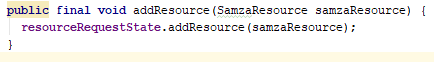 public final void addResource(SamzaResource samzaResource) {
  resourceRequestState.addResource(samzaResource);
}